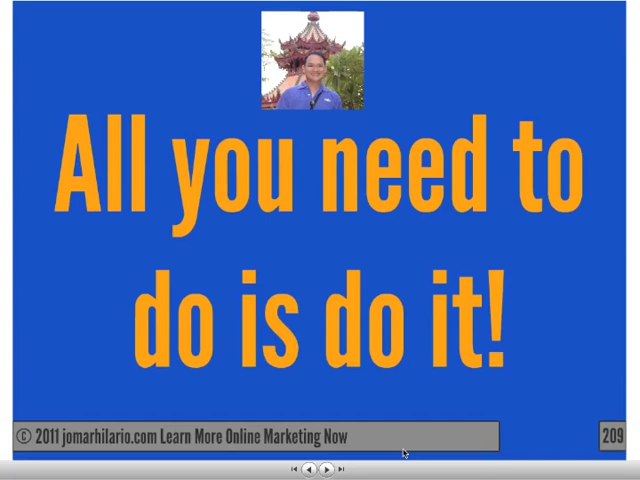 All you need to
do is do it!
© 2011 jomarhilario.com Learn More Online Marketing Now
209